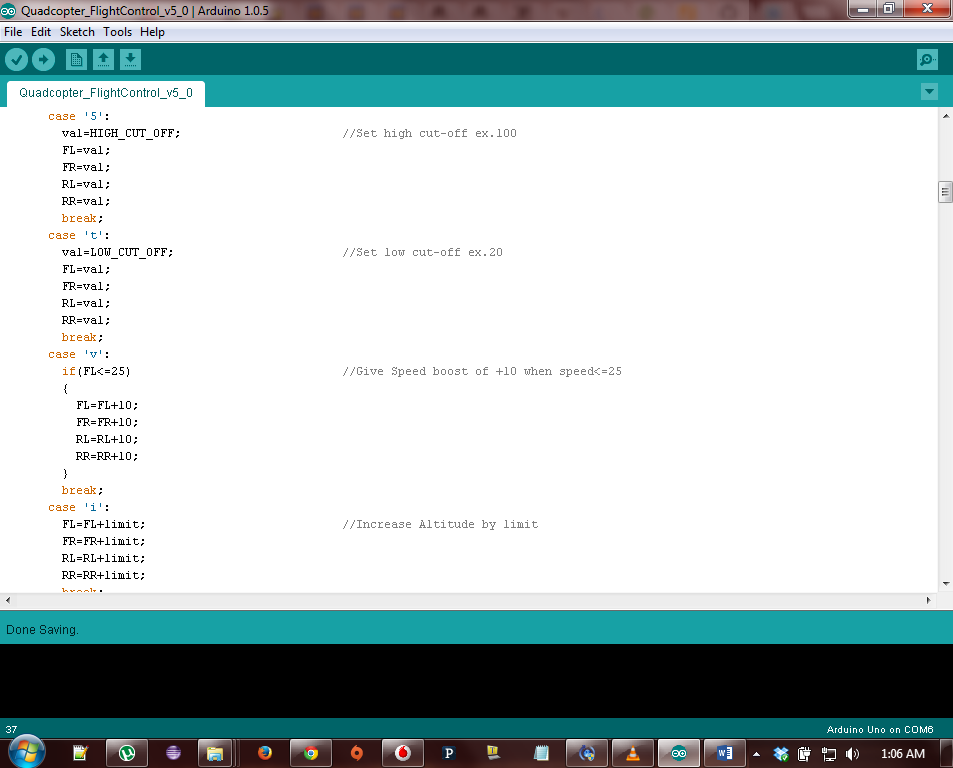 Quadcopter_FlightControl_v5_0 | Arduino 1.0.5
File Edit Sketch Tools Help
Quadcopter_FlightControl_v5_0
case '5':
val=HIGH_CUT_OFF; //Set high cut-off ex.100
FL=val;
FR=val;
RL=val;
RR=val;
break;
case 't':
val=LOW_CUT_OFF; //Set low cut-off ex.20
FL=val;
FR=val;
RL=val;
RR=val;
break;
case 'v':
if(FL<=25) //Give Speed boost of +10 when speed<=25
{
FL=FL+10;
FR=FR+10;
RL=RL+10;
RR=RR+10;
}
break;
case 'i':
FL=FL+limit; //Increase Altitude by limit
FR=FR+limit;
RL=RL+limit;
RR=RR+limit;
break;
Done Saving.
37 Arduino Uno on COM6
1:06 AM